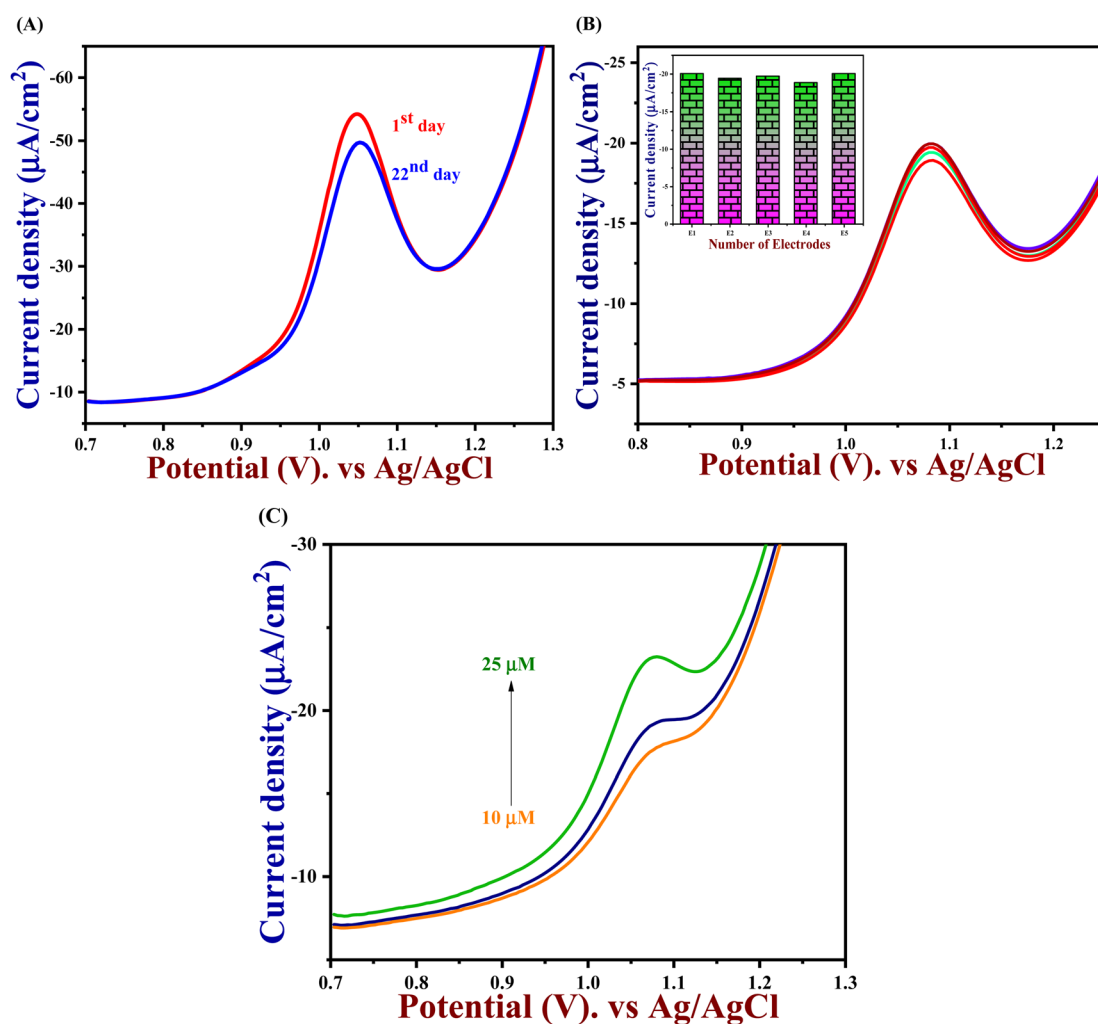 (A)
Current density (µA/cm²)
-60
-50
-40
-30
-20
-10
1st day
22nd day
0.7 0.8 0.9 1.0 1.1 1.2 1.3
Potential (V). vs Ag/AgCl
(B)
Current density (µA/cm²)
-25
-20
-15
-10
-5
Current density (µA/cm²)
-20
-15
-10
-5
0
E1 E2 E3 E4 E5
Number of Electrodes
0.8 0.9 1.0 1.1 1.2
Potential (V). vs Ag/AgCl
(C)
Current density (µA/cm²)
-30
-20
-10
25 µM
10 µM
0.7 0.8 0.9 1.0 1.1 1.2 1.3
Potential (V). vs Ag/AgCl